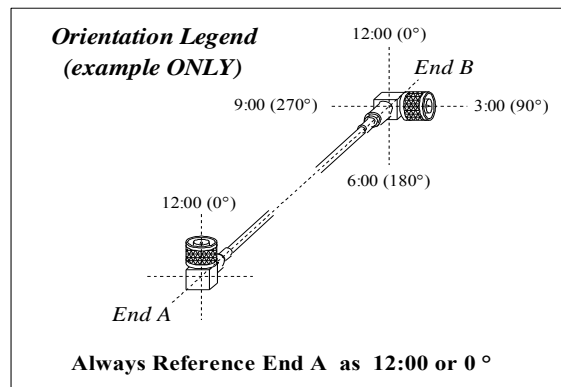 Orientation Legend
(example ONLY)
12:00 (0°)
End B
9:00 (270°)
3:00 (90°)
6:00 (180°)
12:00 (0°)
End A
Always Reference End A as 12:00 or 0 °